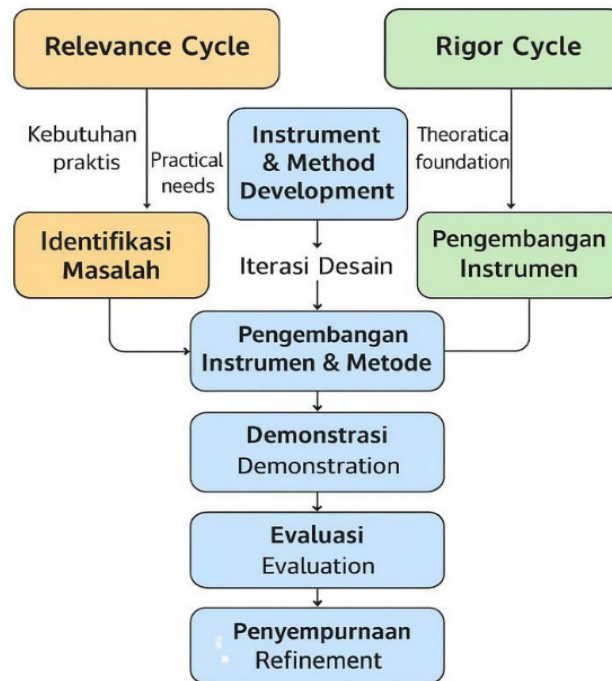 Relevance Cycle
Rigor Cycle
Kebutuhan
praktis
Practical
needs
Instrument
& Method
Development
Theoratica
foundation
Identifikasi
Masalah
Iterasi Desain
Pengembangan
Instrumen
Pengembangan
Instrumen & Metode
Demonstrasi
Demonstration
Evaluasi
Evaluation
Penyempurnaan
Refinement